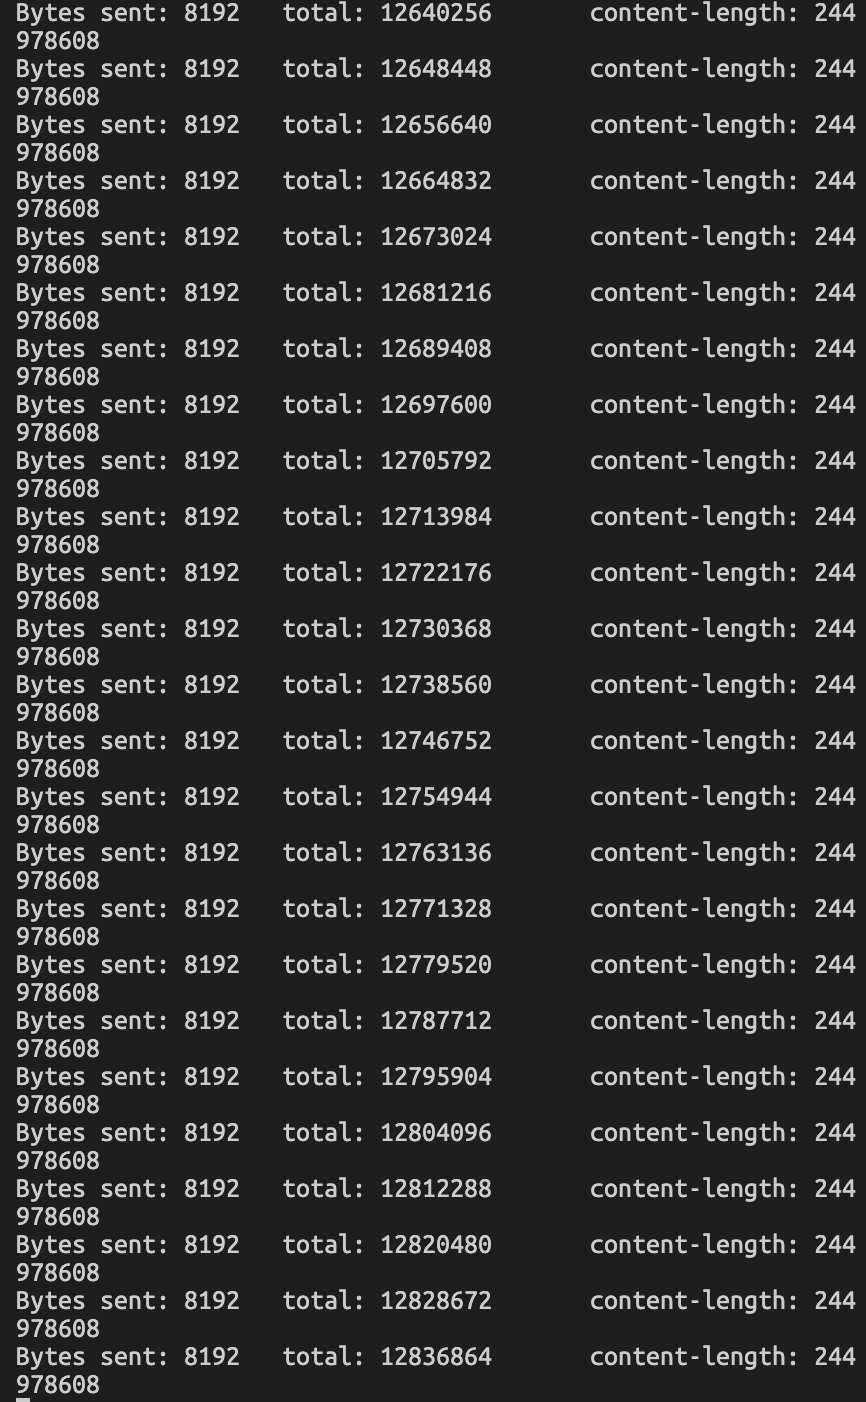 Bytes sent: 8192   total: 12640256       content-length: 244
978608
Bytes sent: 8192   total: 12648448       content-length: 244
978608
Bytes sent: 8192   total: 12656640       content-length: 244
978608
Bytes sent: 8192   total: 12664832       content-length: 244
978608
Bytes sent: 8192   total: 12673024       content-length: 244
978608
Bytes sent: 8192   total: 12681216       content-length: 244
978608
Bytes sent: 8192   total: 12689408       content-length: 244
978608
Bytes sent: 8192   total: 12697600       content-length: 244
978608
Bytes sent: 8192   total: 12705792       content-length: 244
978608
Bytes sent: 8192   total: 12713984       content-length: 244
978608
Bytes sent: 8192   total: 12722176       content-length: 244
978608
Bytes sent: 8192   total: 12730368       content-length: 244
978608
Bytes sent: 8192   total: 12738560       content-length: 244
978608
Bytes sent: 8192   total: 12746752       content-length: 244
978608
Bytes sent: 8192   total: 12754944       content-length: 244
978608
Bytes sent: 8192   total: 12763136       content-length: 244
978608
Bytes sent: 8192   total: 12771328       content-length: 244
978608
Bytes sent: 8192   total: 12779520       content-length: 244
978608
Bytes sent: 8192   total: 12787712       content-length: 244
978608
Bytes sent: 8192   total: 12795904       content-length: 244
978608
Bytes sent: 8192   total: 12804096       content-length: 244
978608
Bytes sent: 8192   total: 12812288       content-length: 244
978608
Bytes sent: 8192   total: 12820480       content-length: 244
978608
Bytes sent: 8192   total: 12828672       content-length: 244
978608
Bytes sent: 8192   total: 12836864       content-length: 244
978608